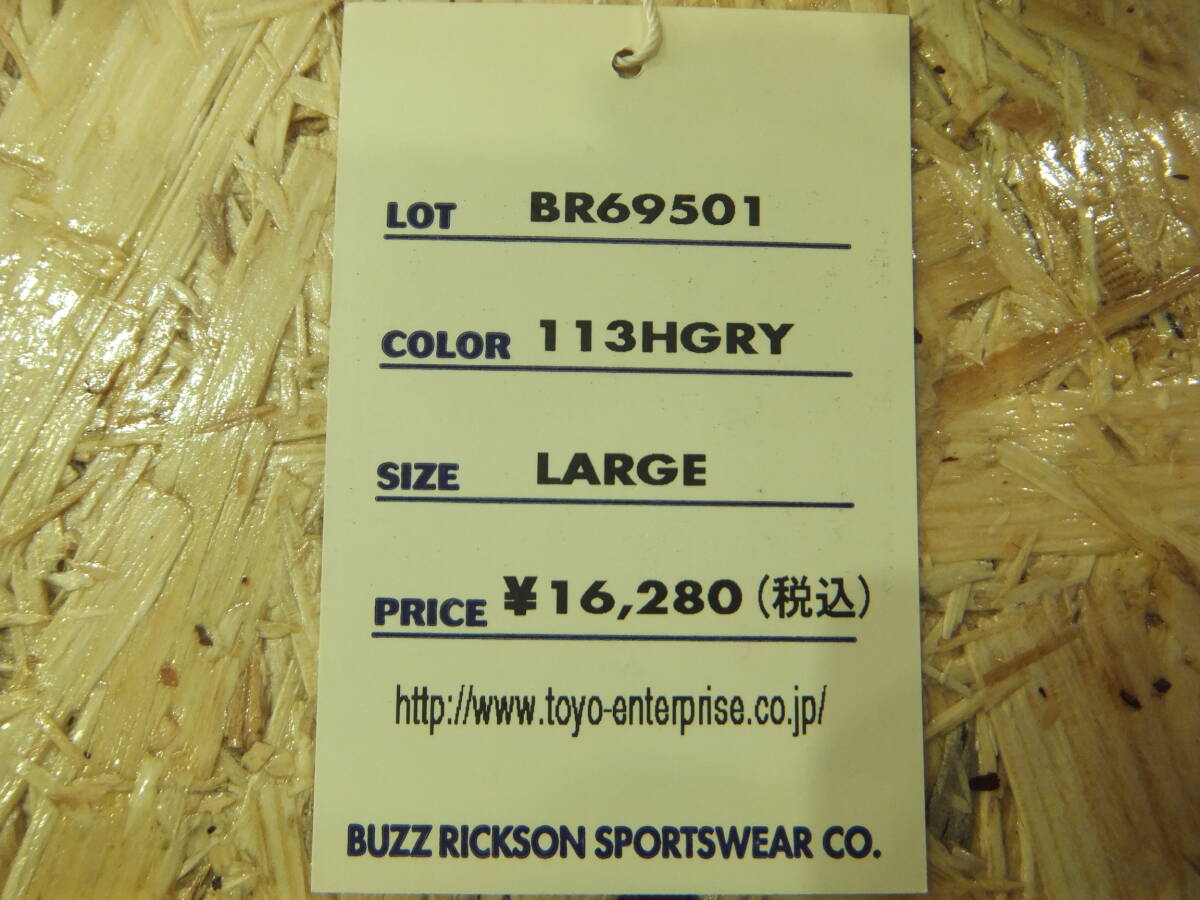 LOT BR69501
COLOR 113HGRY
SIZE LARGE
PRICE ¥16,280(税込)
http://www.toyo-enterprise.co.jp/
BUZZ RICKSON SPORTSWEAR CO.